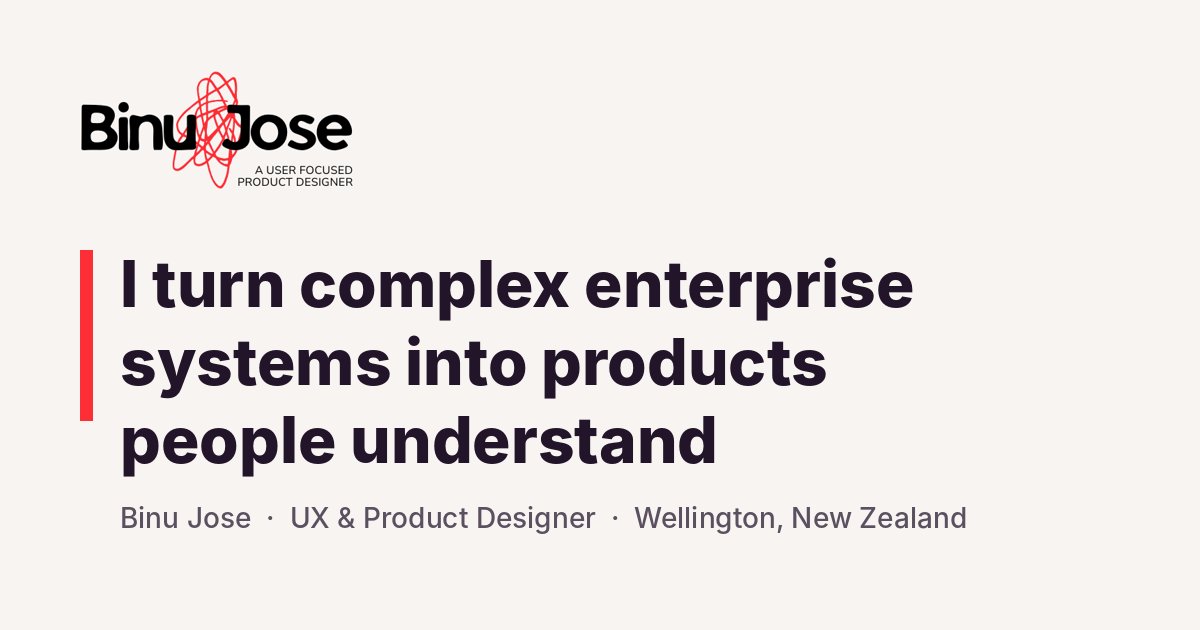 Binu Jose
A USER FOCUSED
PRODUCT DESIGNER
I turn complex enterprise
systems into products
people understand
Binu Jose · UX & Product Designer · Wellington, New Zealand